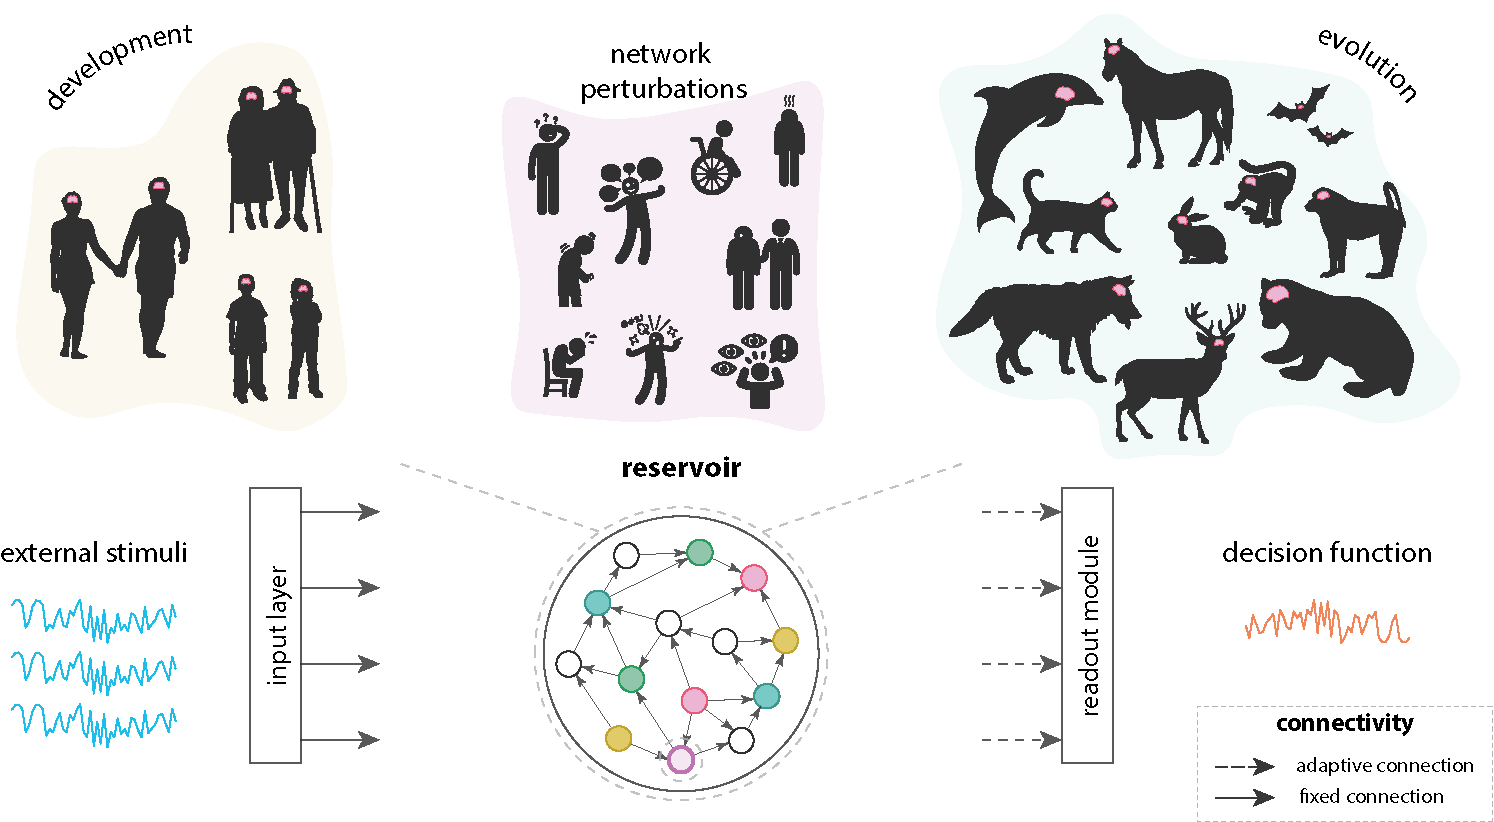 development
network
perturbations
evolution
reservoir
external stimuli
input layer
readout module
decision function
connectivity
adaptive connection
fixed connection